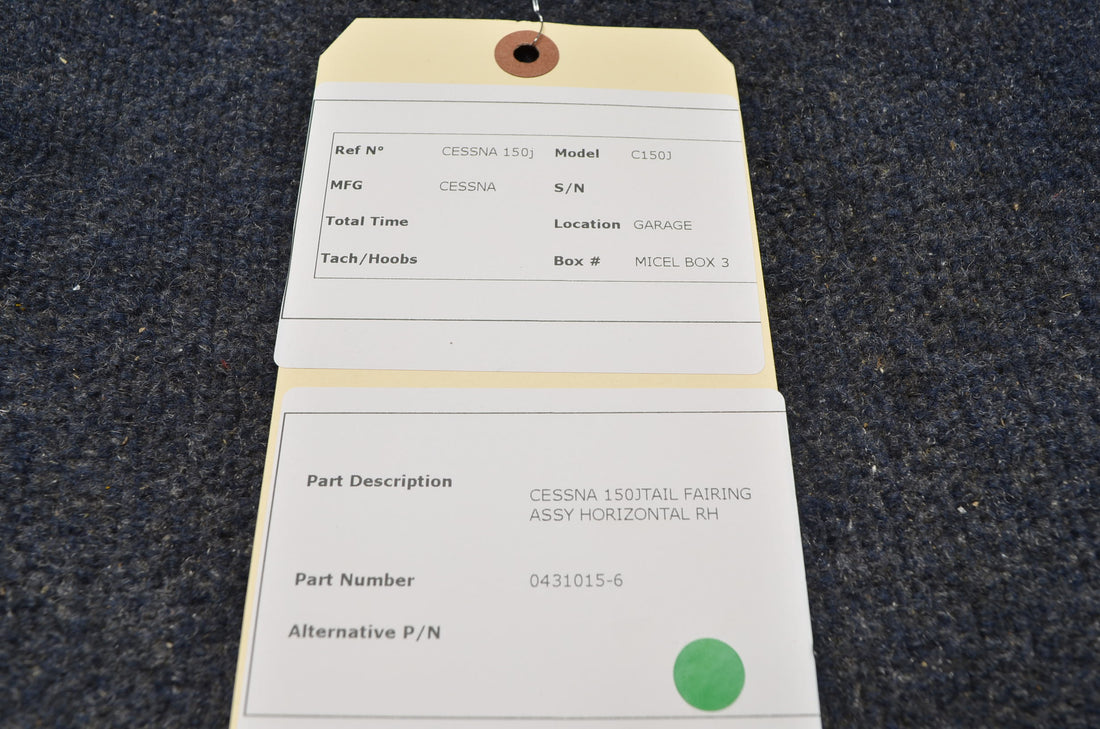 Ref N° CESSNA 150j Model C150J
MFG CESSNA S/N
Total Time Location GARAGE
Tach/Hoobs Box # MICEL BOX 3
Part Description
CESSNA 150JTAIL FAIRING
ASSY HORIZONTAL RH
Part Number 0431015-6
Alternative P/N